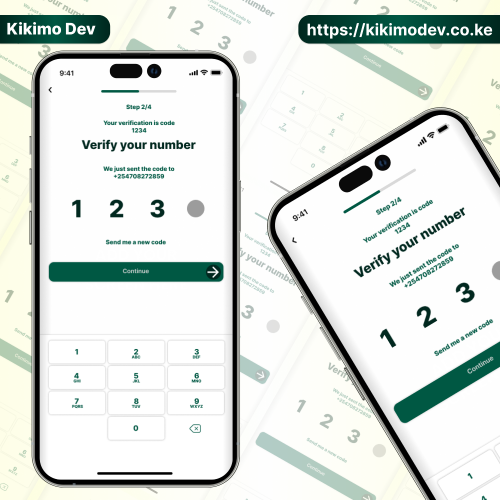 Kikimo Dev
https://kikimodev.co.ke
9:41
Step 2/4
Your verification is code
1234
Verify your number
We just sent the code to
+254708272859
1 2 3
Send me a new code
Continue
1
2
ABC
3
DEF
4
GHI
5
JKL
6
MNO
7
PQRS
8
TUV
9
WXYZ
0
9:41
Step 2/4
Your verification is code
1234
Verify your number
We just sent the code to
+254708272859
1 2 3
Send me a new code
Continue
1
4